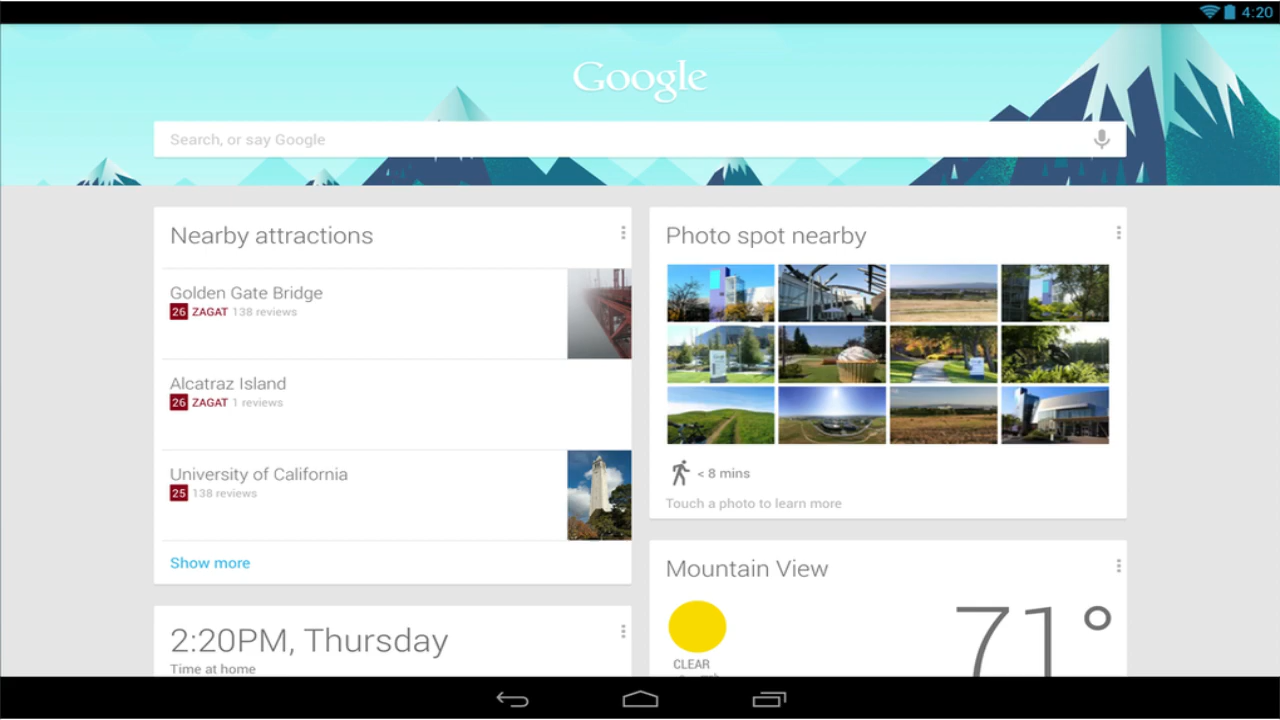 4:20
Google
Search, or say Google
Nearby attractions
Golden Gate Bridge
26 ZAGAT 138 reviews
Alcatraz Island
26 ZAGAT 1 reviews
University of California
25 138 reviews
Show more
2:20PM, Thursday
Time at home
Photo spot nearby
< 8 mins
Touch a photo to learn more
Mountain View
71°
CLEAR